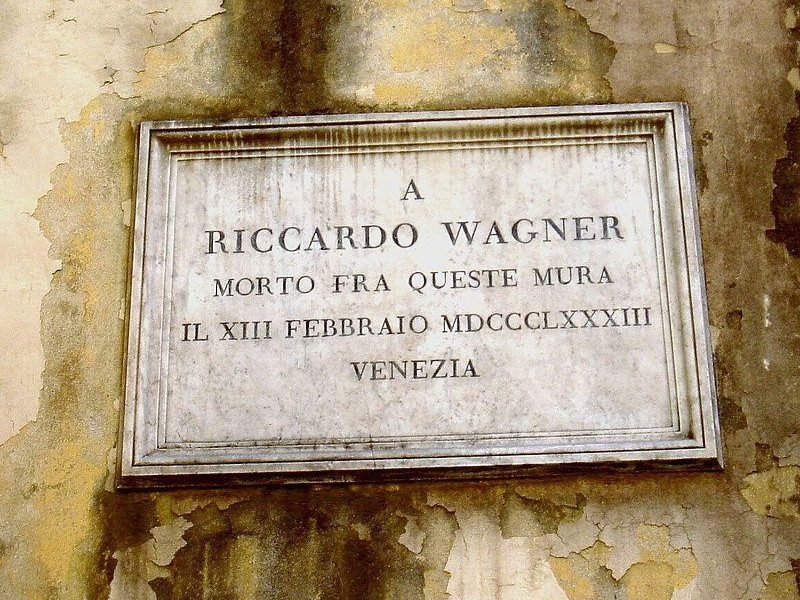 A
RICCARDO WAGNER
MORTO FRA QUESTE MURA
IL XIII FEBBRAIO MDCCCLXXXIII
VENEZIA